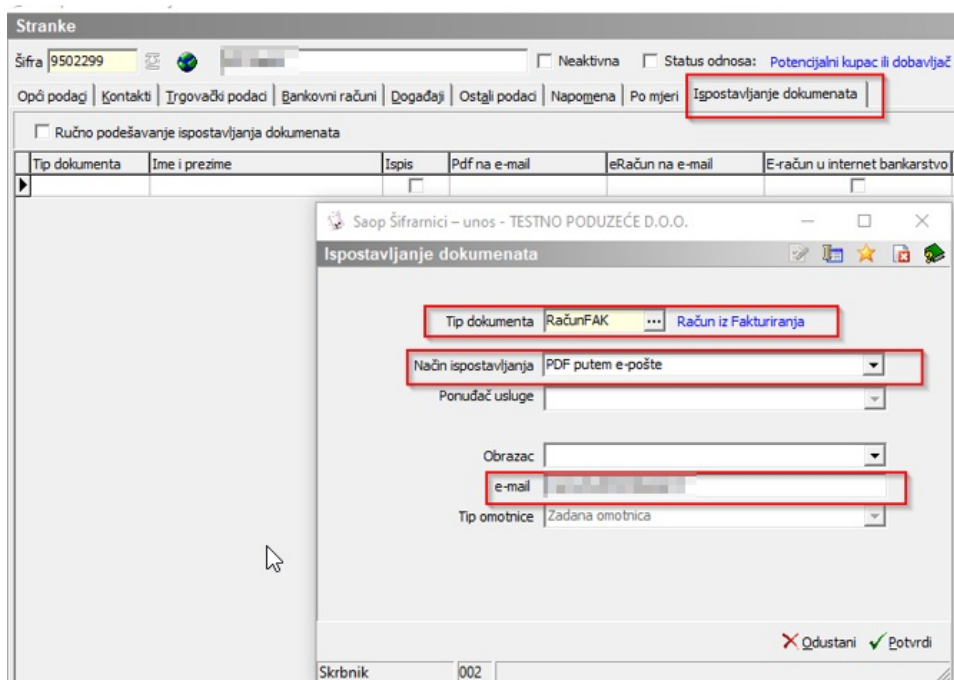 Stranke
Šifra 9502299 Neaktivna Status odnosa: Potencijalni kupac ili dobavljač
Opći podaci Kontakti Trgovački podaci Bankovni računi Događaji Ostali podaci Napomena Po mjeri Ispostavljanje dokumenata
Ručno podešavanje ispostavljanja dokumenata
Tip dokumenta Ime i prezime Ispis Pdf na e-mail eRačun na e-mail E-račun u internet bankarstvo
Saop Šifrarnici – unos - TESTNO PODUZEĆE D.O.O.
Ispostavljanje dokumenata
Tip dokumenta RačunFAK ... Račun iz Fakturiranja
Način ispostavljanja PDF putem e-pošte
Ponuđač usluge
Obrazac
e-mail
Tip omotnice Zadana omotnica
Odustani Potvrdi
Skrbnik 002